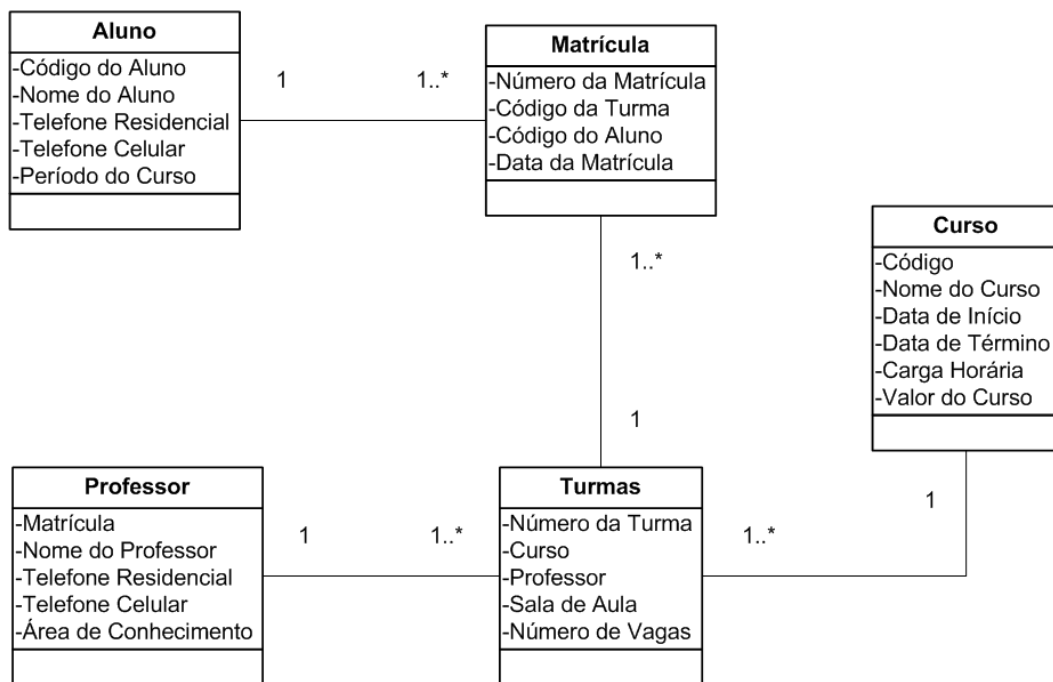 Aluno
-Código do Aluno
-Nome do Aluno
-Telefone Residencial
-Telefone Celular
-Período do Curso
1
1..*
Matrícula
-Número da Matrícula
-Código da Turma
-Código do Aluno
-Data da Matrícula
1..*
1
Curso
-Código
-Nome do Curso
-Data de Início
-Data de Término
-Carga Horária
-Valor do Curso
Professor
-Matrícula
-Nome do Professor
-Telefone Residencial
-Telefone Celular
-Área de Conhecimento
1
1..*
Turmas
-Número da Turma
-Curso
-Professor
-Sala de Aula
-Número de Vagas
1..*
1